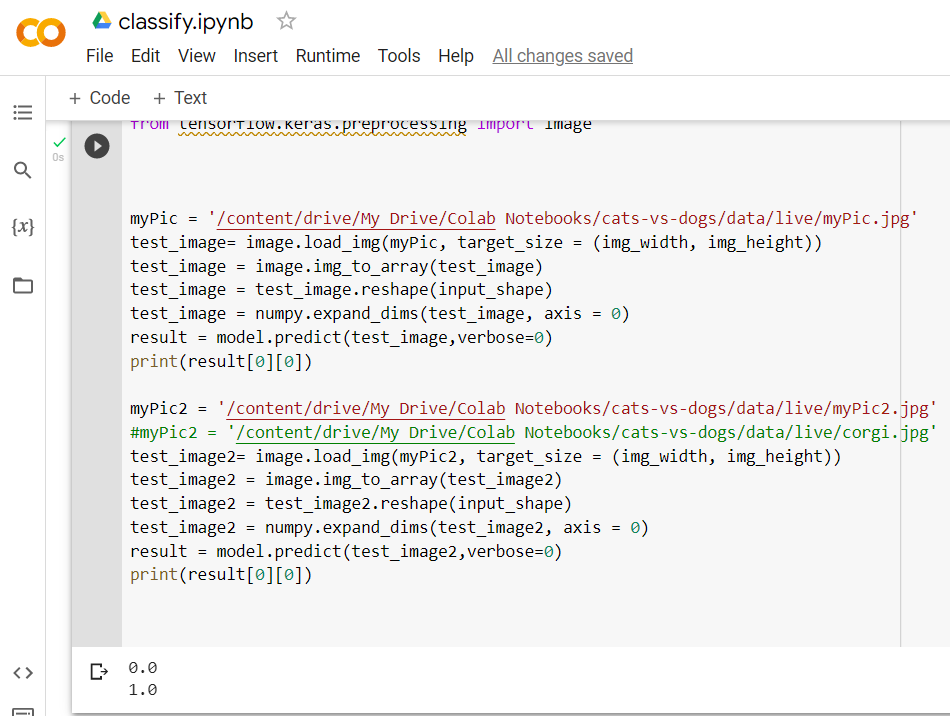 classify.ipynb
File Edit View Insert Runtime Tools Help All changes saved
+ Code + Text
from tensorflow.keras.preprocessing import image
0s
{x}
myPic = '/content/drive/My Drive/Colab Notebooks/cats-vs-dogs/data/live/myPic.jpg'
test_image= image.load_img(myPic, target_size = (img_width, img_height))
test_image = image.img_to_array(test_image)
test_image = test_image.reshape(input_shape)
test_image = numpy.expand_dims(test_image, axis = 0)
result = model.predict(test_image,verbose=0)
print(result[0][0])
myPic2 = '/content/drive/My Drive/Colab Notebooks/cats-vs-dogs/data/live/myPic2.jpg'
#myPic2 = '/content/drive/My Drive/Colab Notebooks/cats-vs-dogs/data/live/corgi.jpg'
test_image2= image.load_img(myPic2, target_size = (img_width, img_height))
test_image2 = image.img_to_array(test_image2)
test_image2 = test_image2.reshape(input_shape)
test_image2 = numpy.expand_dims(test_image2, axis = 0)
result = model.predict(test_image2,verbose=0)
print(result[0][0])
0.0
1.0